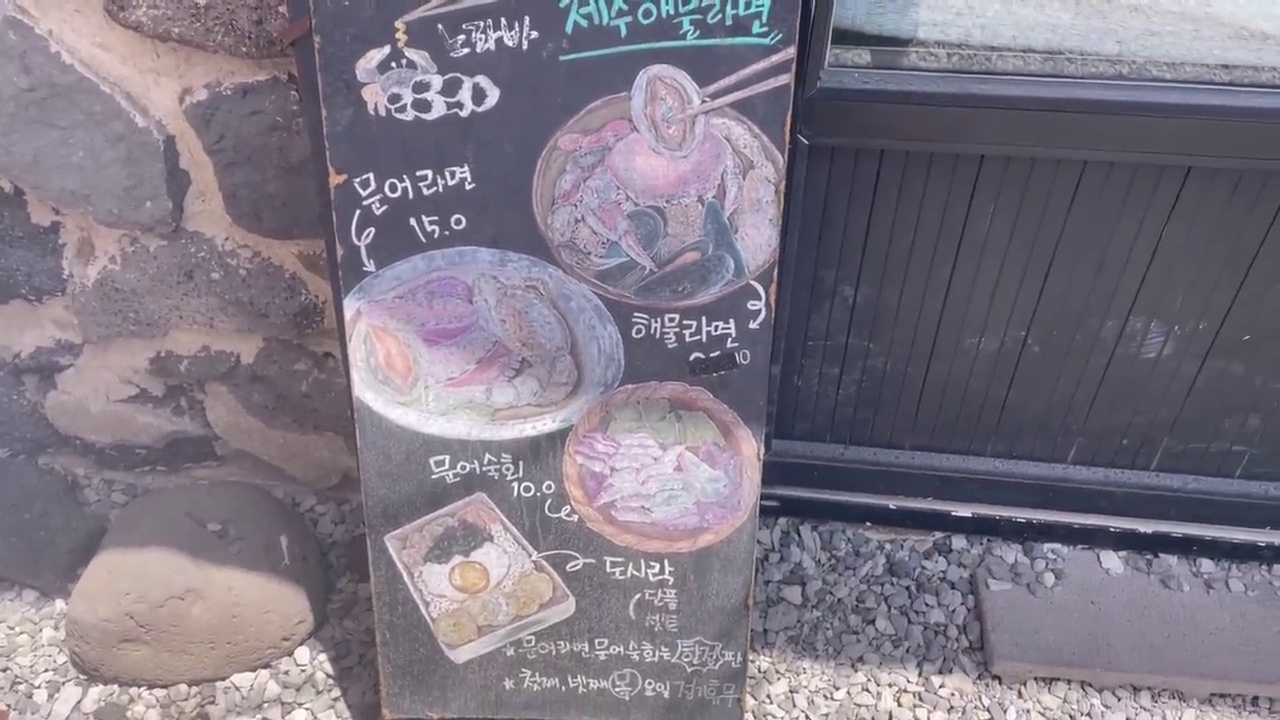 제주해물라면
노라바
문어라면
15.0
해물라면
10
문어숙회
10.0
도시락
단품
세트
* 문어라면, 문어숙회는 한정판
* 첫째, 넷째 (목)요일 정기휴무